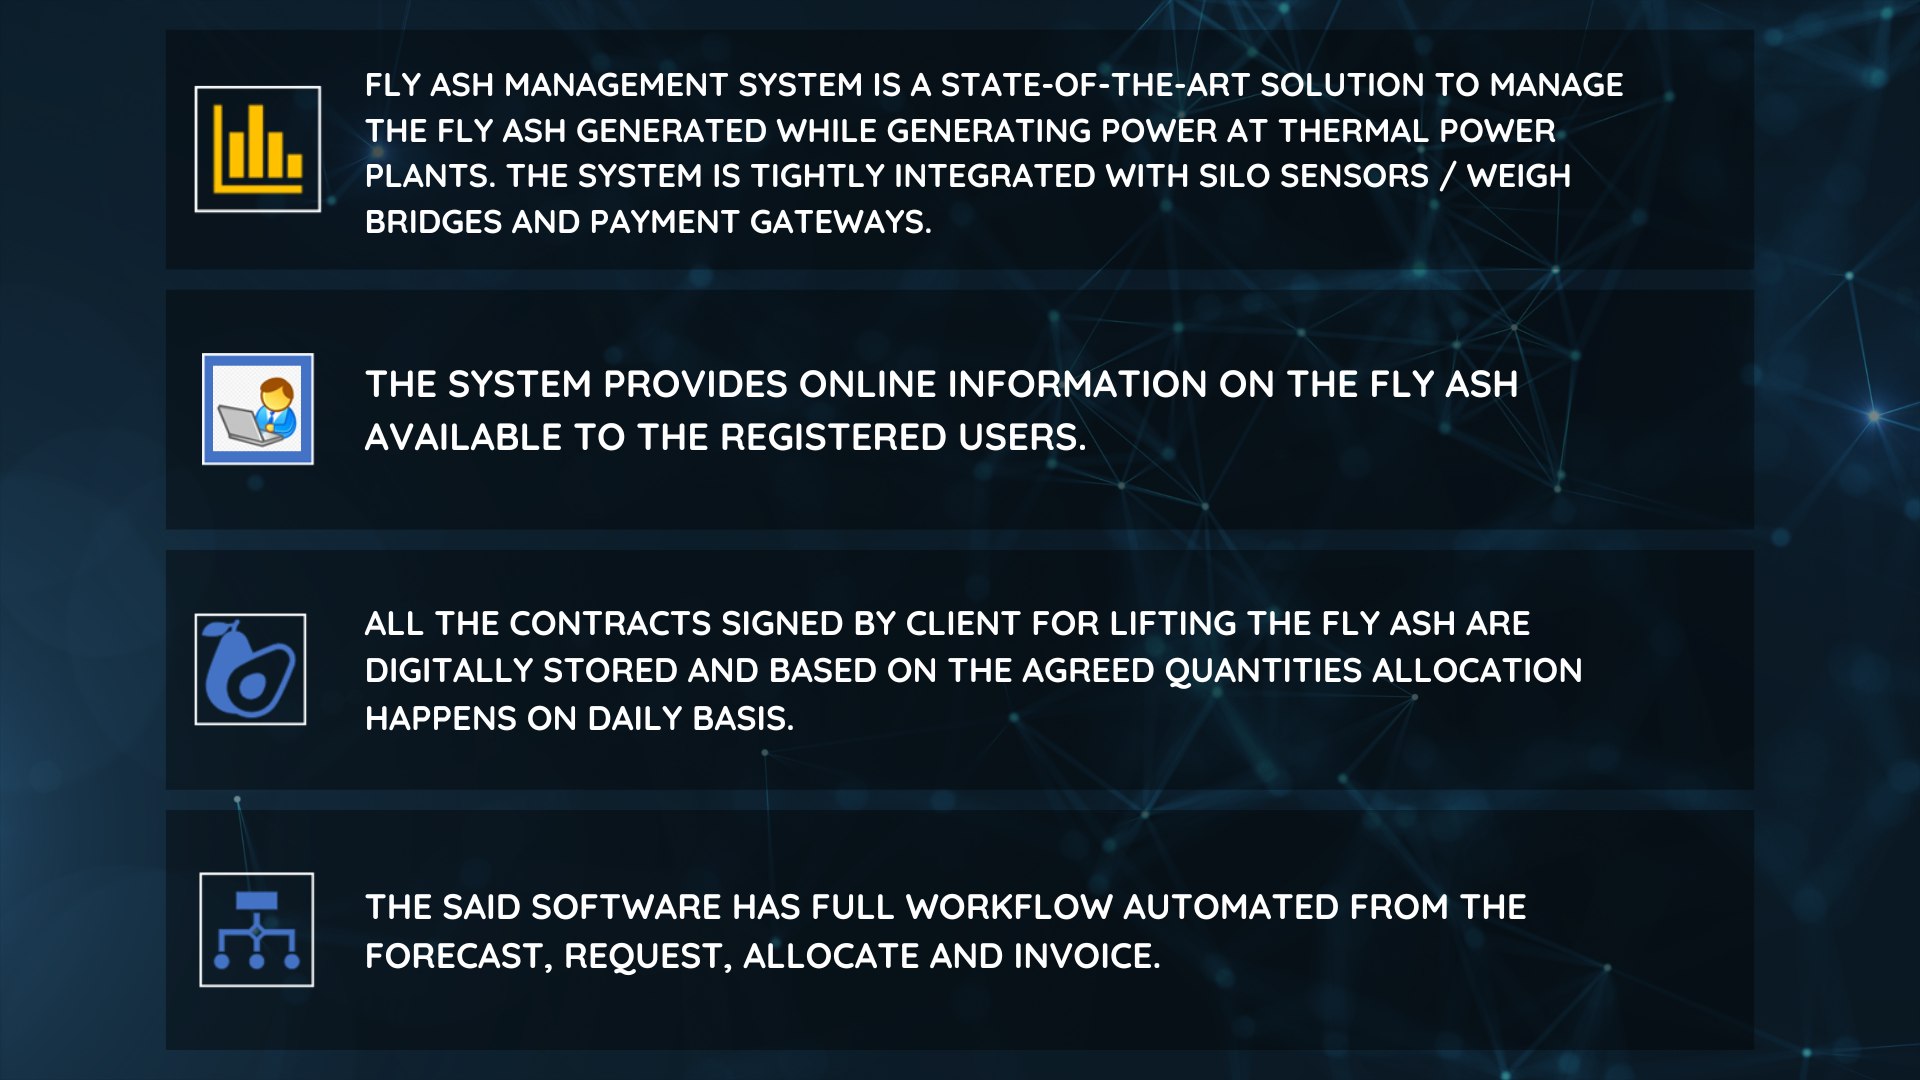 FLY ASH MANAGEMENT SYSTEM IS A STATE-OF-THE-ART SOLUTION TO MANAGE
THE FLY ASH GENERATED WHILE GENERATING POWER AT THERMAL POWER
PLANTS. THE SYSTEM IS TIGHTLY INTEGRATED WITH SILO SENSORS / WEIGH
BRIDGES AND PAYMENT GATEWAYS.
THE SYSTEM PROVIDES ONLINE INFORMATION ON THE FLY ASH
AVAILABLE TO THE REGISTERED USERS.
ALL THE CONTRACTS SIGNED BY CLIENT FOR LIFTING THE FLY ASH ARE
DIGITALLY STORED AND BASED ON THE AGREED QUANTITIES ALLOCATION
HAPPENS ON DAILY BASIS.
THE SAID SOFTWARE HAS FULL WORKFLOW AUTOMATED FROM THE
FORECAST, REQUEST, ALLOCATE AND INVOICE.